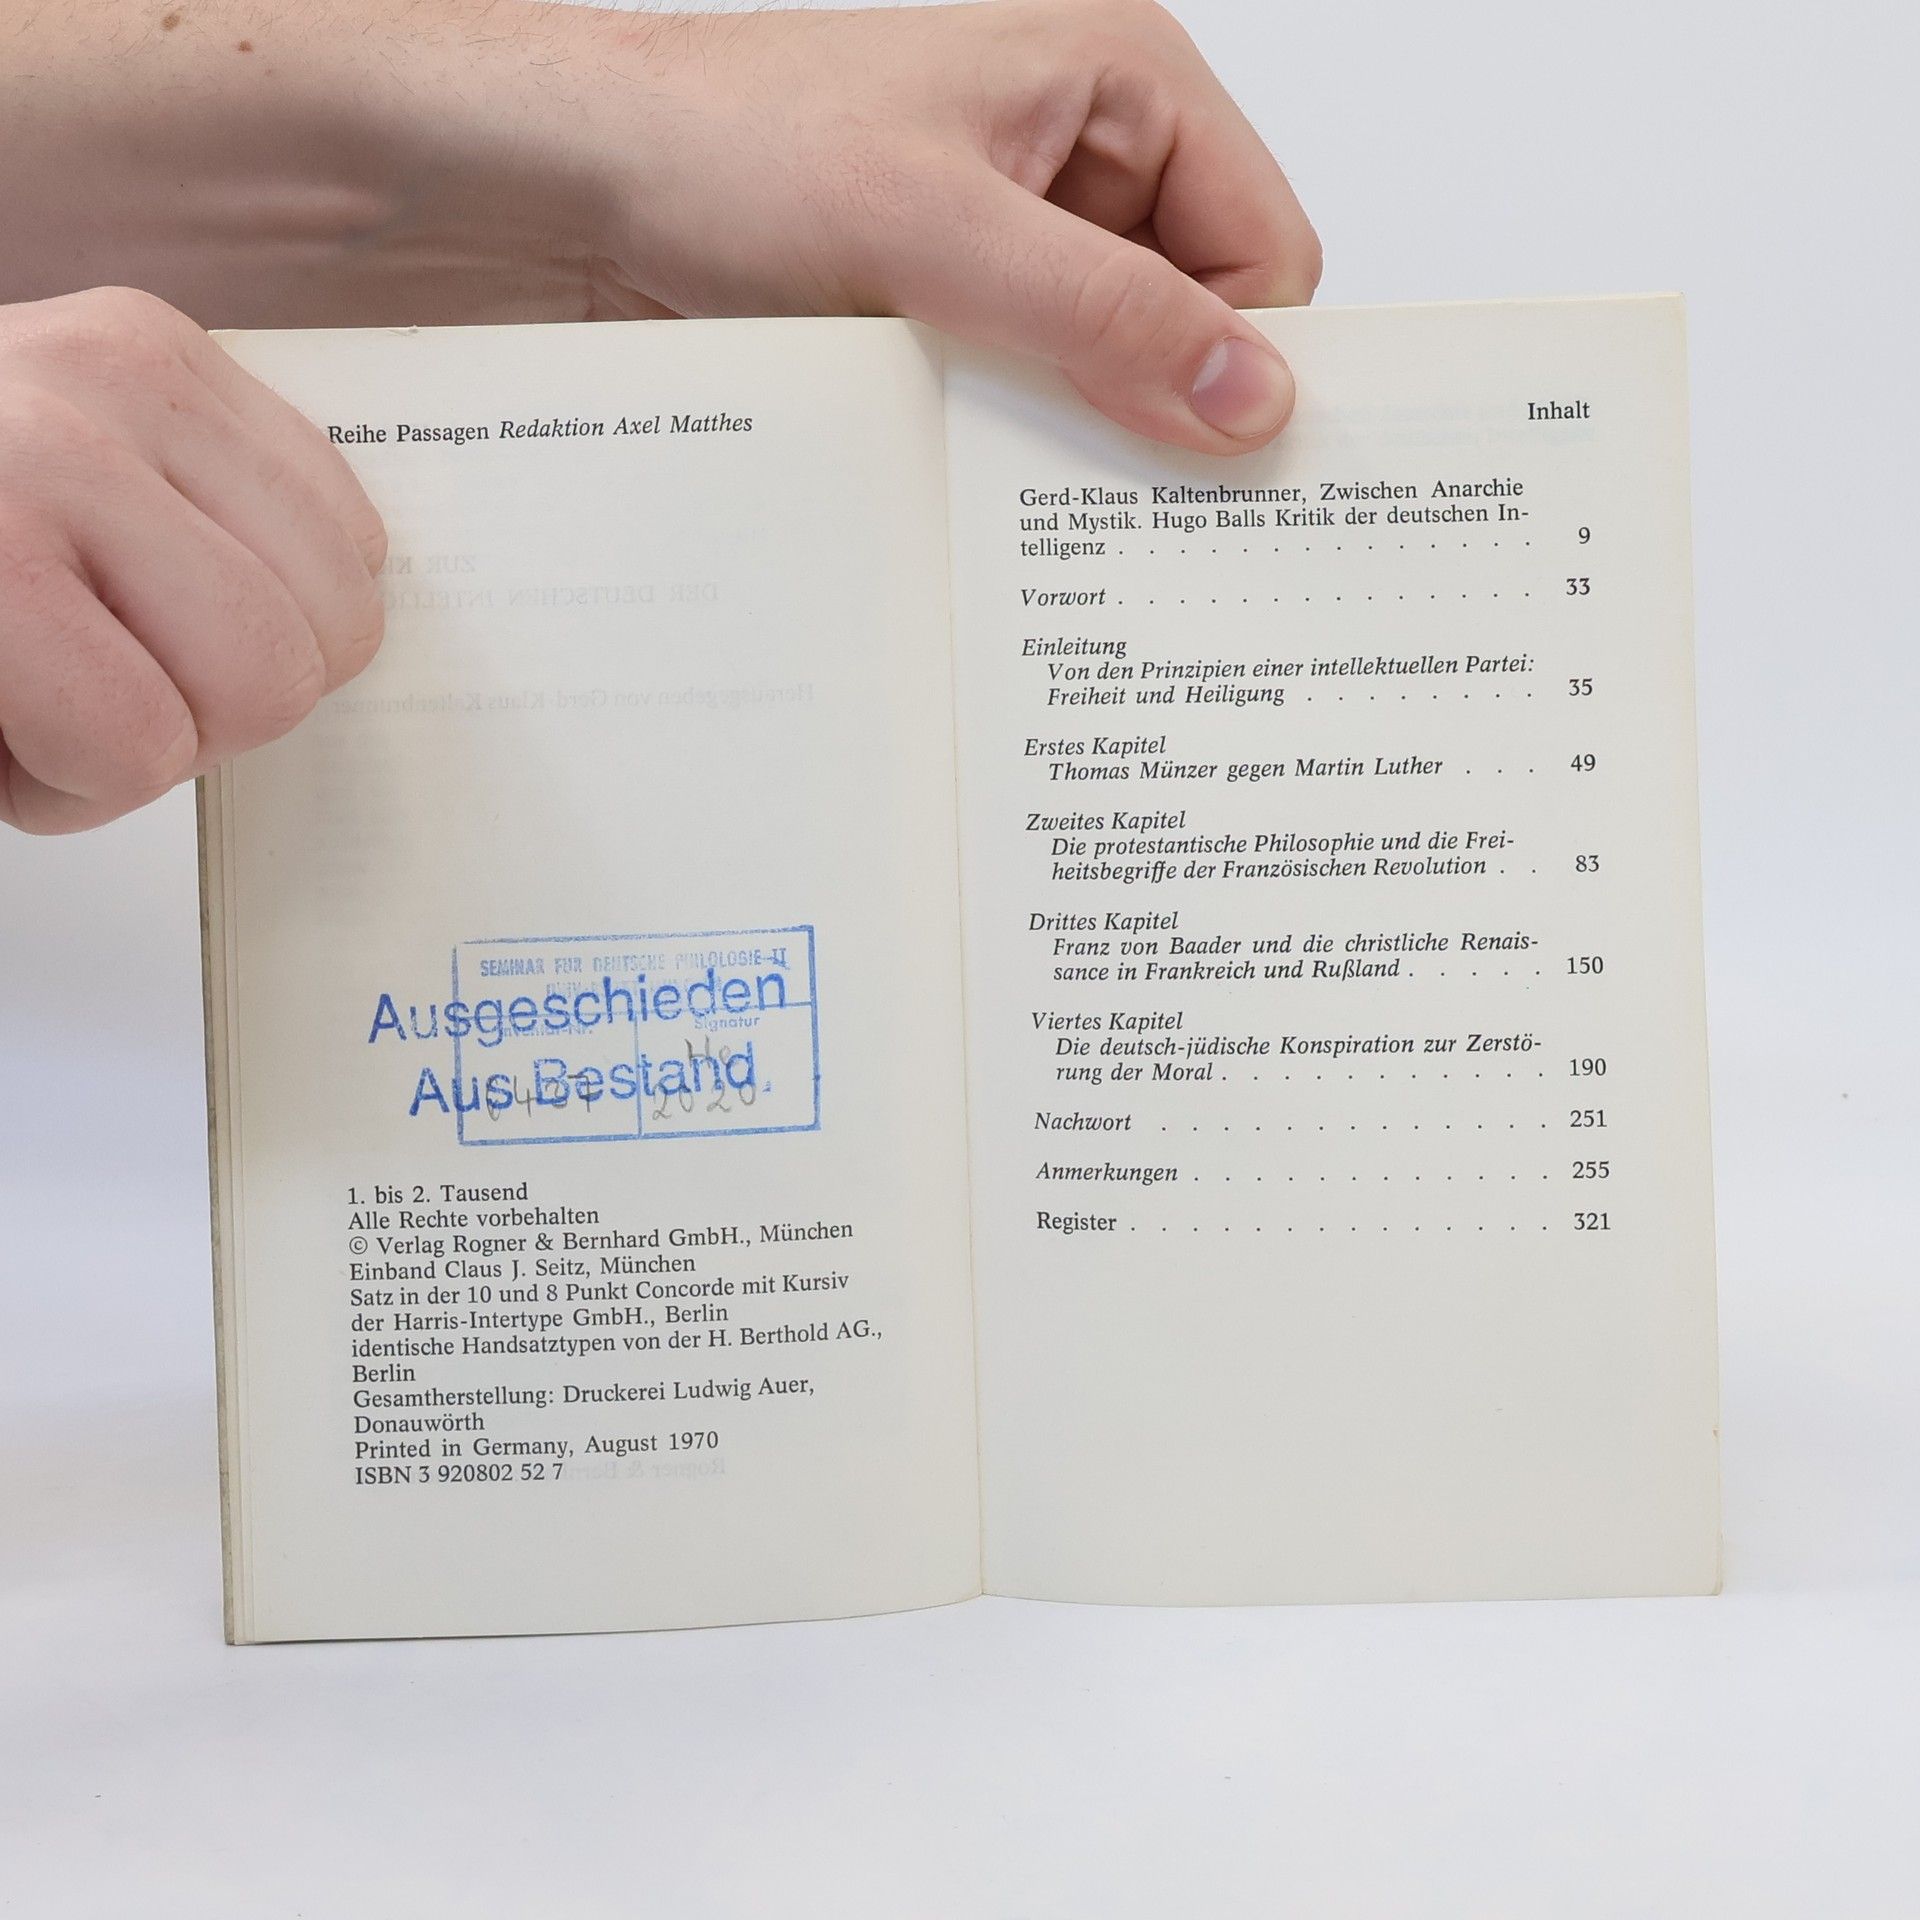 Reihe Passagen Redaktion Axel Matthes
SEMINAR FÜR DEUTSCHE PHILOLOGIE II
Ausgeschieden
Signatur
Aus Bestand.
1. bis 2. Tausend
Alle Rechte vorbehalten
© Verlag Rogner & Bernhard GmbH., München
Einband Claus J. Seitz, München
Satz in der 10 und 8 Punkt Concorde mit Kursiv
der Harris-Intertype GmbH., Berlin
identische Handsatztypen von der H. Berthold AG.,
Berlin
Gesamtherstellung: Druckerei Ludwig Auer,
Donauwörth
Printed in Germany, August 1970
ISBN 3 920802 52 7
Inhalt
Gerd-Klaus Kaltenbrunner, Zwischen Anarchie
und Mystik. Hugo Balls Kritik der deutschen In-
telligenz . . . . . . . . . . . . . . 9
Vorwort . . . . . . . . . . . . . . 33
Einleitung
Von den Prinzipien einer intellektuellen Partei:
Freiheit und Heiligung . . . . . . . . 35
Erstes Kapitel
Thomas Münzer gegen Martin Luther . . . 49
Zweites Kapitel
Die protestantische Philosophie und die Frei-
heitsbegriffe der Französischen Revolution . . 83
Drittes Kapitel
Franz von Baader und die christliche Renais-
sance in Frankreich und Rußland . . . . . 150
Viertes Kapitel
Die deutsch-jüdische Konspiration zur Zerstö-
rung der Moral . . . . . . . . . . . 190
Nachwort . . . . . . . . . . . . . 251
Anmerkungen . . . . . . . . . . . . 255
Register . . . . . . . . . . . . . . 321